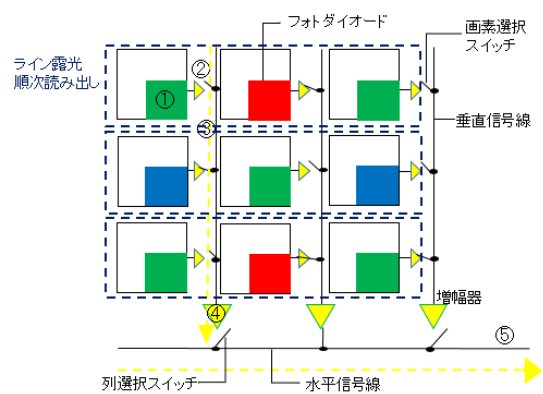 フォトダイオード
画素選択
スイッチ
ライン露光
順次読み出し
②
①
垂直信号線
③
増幅器
④
⑤
列選択スイッチ
水平信号線